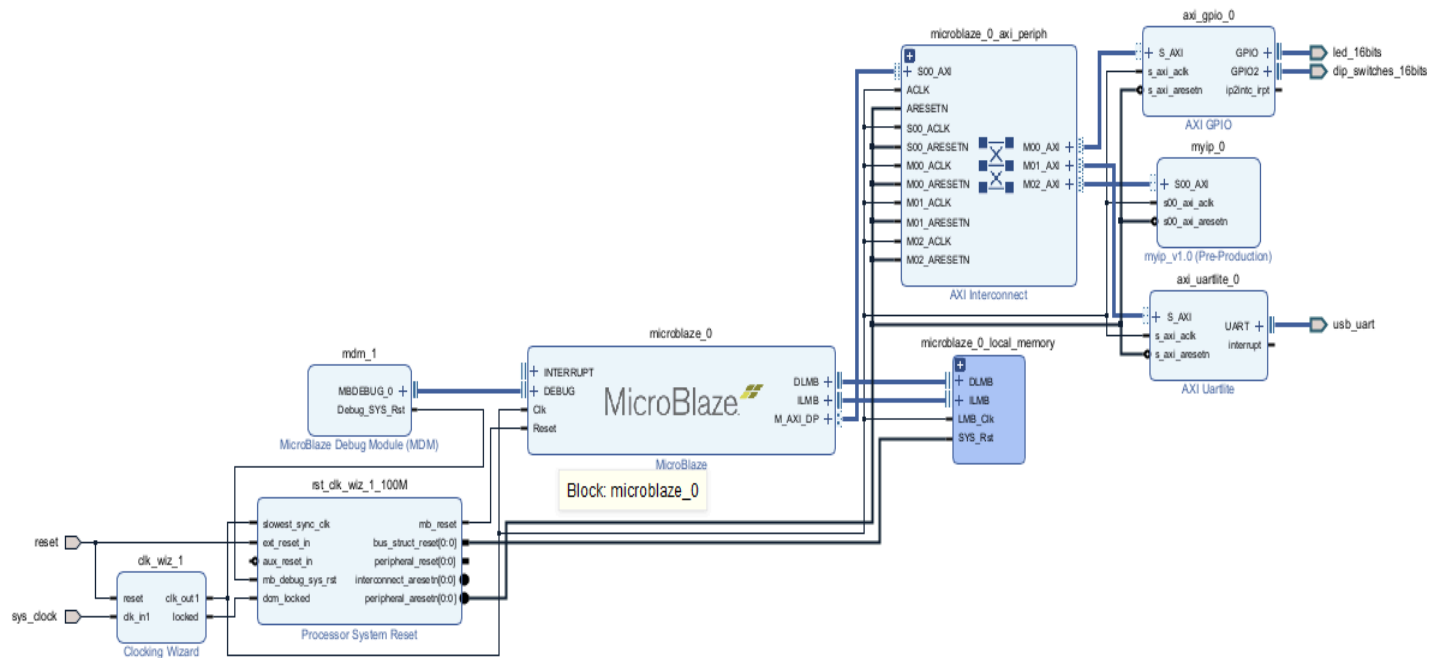 axi_gpio_0
S_AXI
s_axi_aclk
s_axi_aresetn
GPIO
GPIO2
ip2intc_irpt
AXI GPIO
led_16bits
dip_switches_16bits
microblaze_0_axi_periph
S00_AXI
ACLK
ARESETN
S00_ACLK
S00_ARESETN
M00_ACLK
M00_ARESETN
M01_ACLK
M01_ARESETN
M02_ACLK
M02_ARESETN
M00_AXI
M01_AXI
M02_AXI
AXI Interconnect
myip_0
S00_AXI
s00_axi_aclk
s00_axi_aresetn
myip_v1.0 (Pre-Production)
axi_uartlite_0
S_AXI
s_axi_aclk
s_axi_aresetn
UART
interrupt
AXI Uartlite
usb_uart
microblaze_0
INTERRUPT
DEBUG
Clk
Reset
MicroBlaze
DLMB
ILMB
M_AXI_DP
MicroBlaze
Block: microblaze_0
microblaze_0_local_memory
DLMB
ILMB
LMB_Clk
SYS_Rst
mdm_1
MBDEBUG_0
Debug_SYS_Rst
MicroBlaze Debug Module (MDM)
rst_clk_wiz_1_100M
slowest_sync_clk
ext_reset_in
aux_reset_in
mb_debug_sys_rst
dcm_locked
mb_reset
bus_struct_reset[0:0]
peripheral_reset[0:0]
interconnect_aresetn[0:0]
peripheral_aresetn[0:0]
Processor System Reset
reset
sys_clock
clk_wiz_1
reset
clk_in1
clk_out1
locked
Clocking Wizard